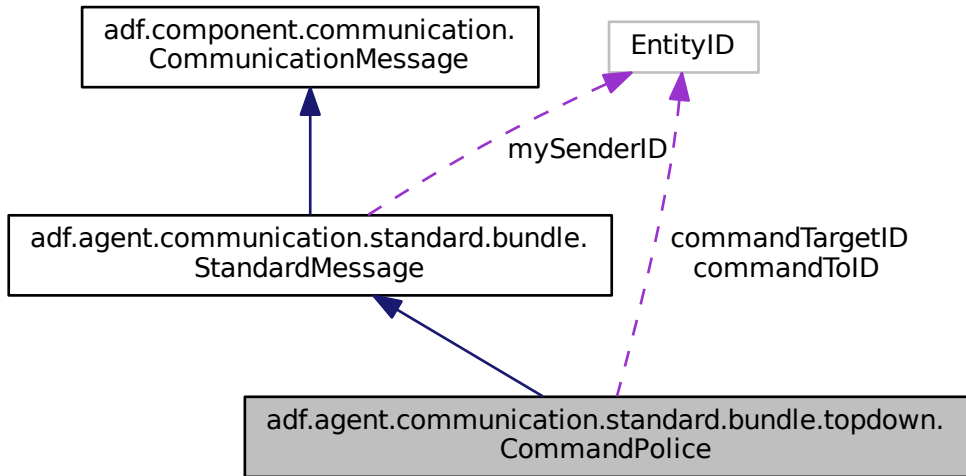 adf.component.communication.
CommunicationMessage
EntityID
mySenderID
adf.agent.communication.standard.bundle.
StandardMessage
commandTargetID
commandToID
adf.agent.communication.standard.bundle.topdown.
CommandPolice